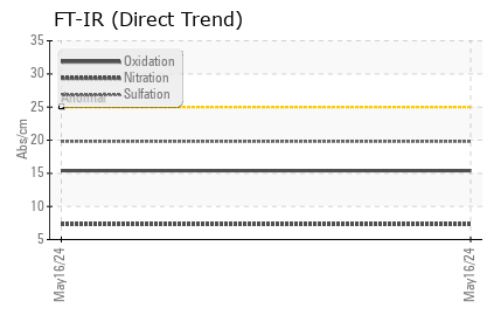 FT-IR (Direct Trend)
35
30
25
20
15
10
5
Abs/cm
Oxidation
Nitration
Sulfation
Abnormal
May16/24
May16/24